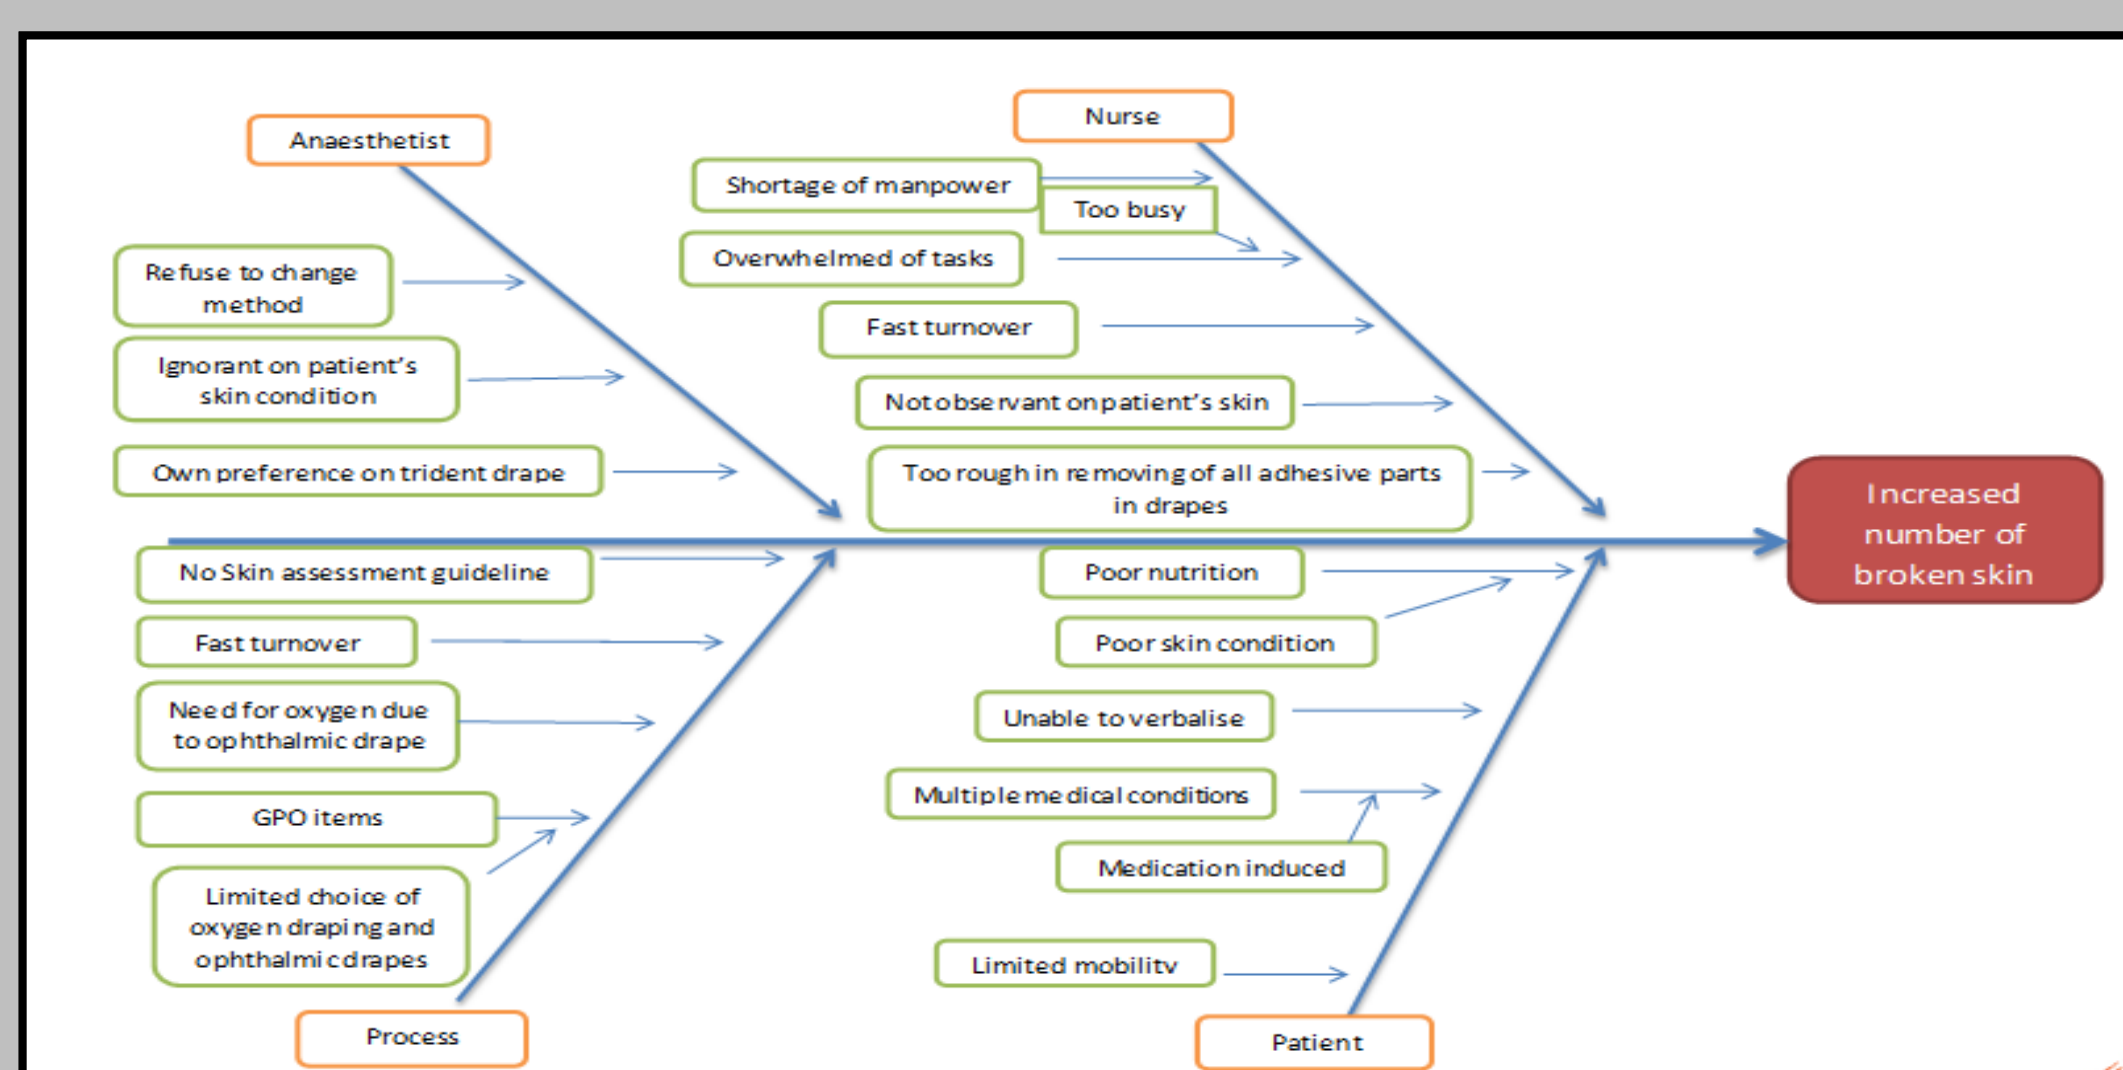 Anaesthetist
Refuse to change
method
Ignorant on patient's
skin condition
Own preference on trident drape
Nurse
Shortage of manpower
Too busy
Overwhelmed of tasks
Fast turnover
Not observant on patient's skin
Too rough in removing of all adhesive parts
in drapes
Increased
number of
broken skin
No Skin assessment guideline
Fast turnover
Need for oxygen due
to ophthalmic drape
GPO items
Limited choice of
oxygen draping and
ophthalmic drapes
Process
Poor nutrition
Poor skin condition
Unable to verbalise
Multiple medical conditions
Medication induced
Limited mobility
Patient